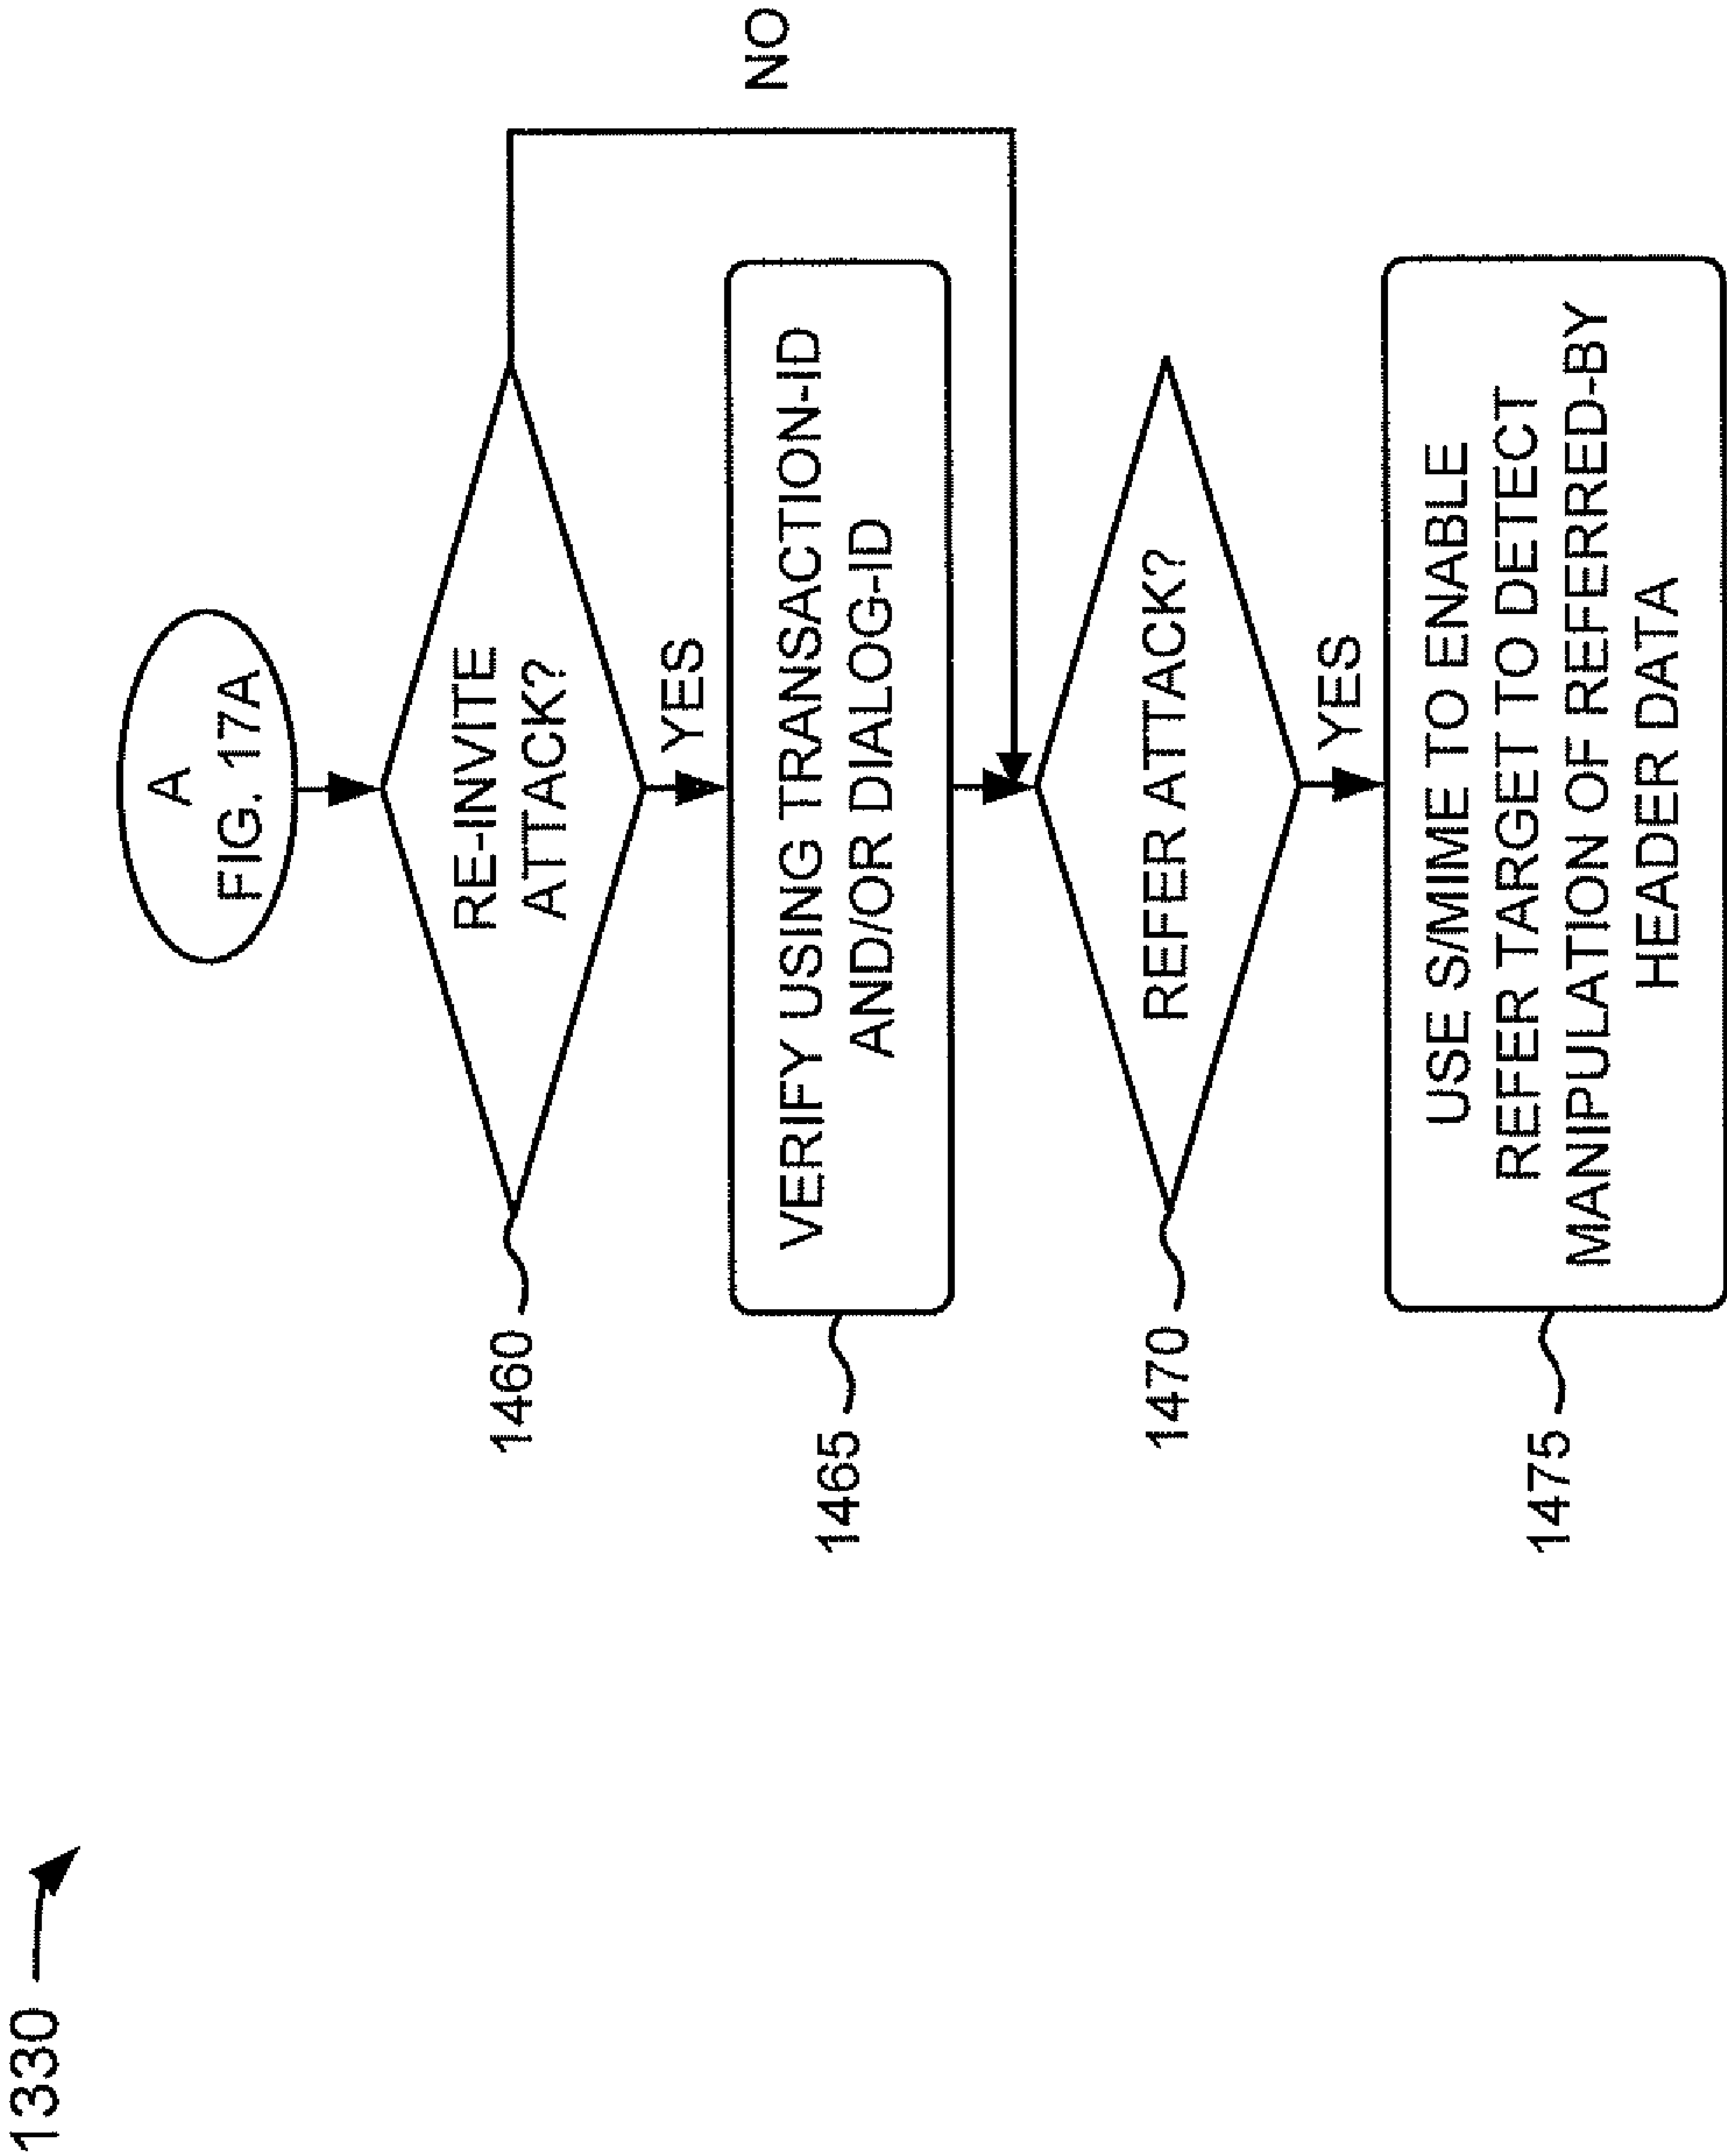 1330
A
FIG. 17A
RE-INVITE
ATTACK?
1460
NO
YES
VERIFY USING TRANSACTION-ID
AND/OR DIALOG-ID
1465
REFER ATTACK?
1470
YES
USE S/MIME TO ENABLE
REFER TARGET TO DETECT
MANIPULATION OF REFERRED-BY
HEADER DATA
1475